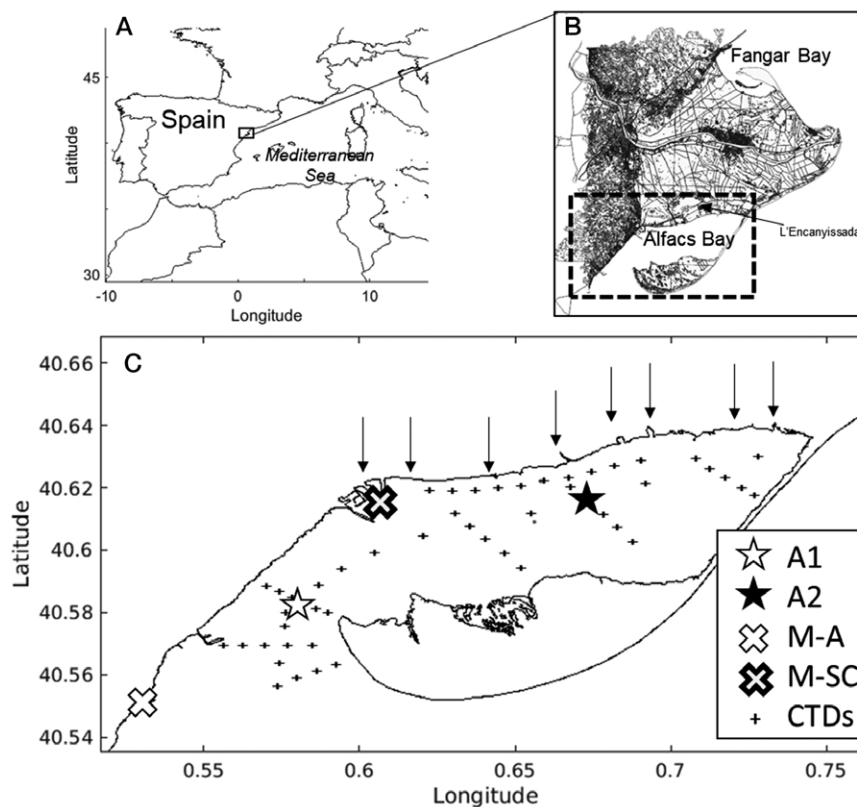 A
45
Spain
Latitude
Mediterranean
Sea
30
-10
0
10
Longitude
B
Fangar Bay
L'Encanyissada
Alfacs Bay
C
40.66
40.64
40.62
40.6
40.58
40.56
40.54
Latitude
0.55
0.6
0.65
0.7
0.75
Longitude
A1
A2
M-A
M-SC
CTDs